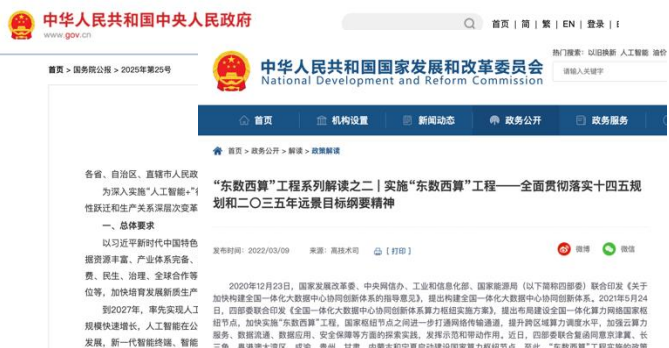 中华人民共和国中央人民政府
www.gov.cn
首页 | 简 | 繁 | EN | 登录 |
首页 > 国务院公报 > 2025年第25号
各省、自治区、直辖市人民政
为深入实施“人工智能+”
性跃迁和生产关系深层次变革
一、总体要求
以习近平新时代中国特色
据资源丰富、产业体系完备、
费、民生、治理、全球合作等
位等，加快培育发展新质生产
到2027年，率先实现人工
规模快速增长，人工智能在公
发展，新一代智能终端、智能
中华人民共和国国家发展和改革委员会
National Development and Reform Commission
热门搜索：以旧换新 人工智能 油价
请输入关键字
首页 机构设置 新闻动态 政务公开 政务服务
首页 > 政务公开 > 解读 > 政策解读
“东数西算”工程系列解读之二 | 实施“东数西算”工程——全面贯彻落实十四五规
划和二〇三五年远景目标纲要精神
发布时间：2022/03/09 来源：高技术司 [ 打印 ] 微博 微信
2020年12月23日，国家发展改革委、中央网信办、工业和信息化部、国家能源局（以下简称四部委）联合印发《关于
加快构建全国一体化大数据中心协同创新体系的指导意见》，提出构建全国一体化大数据中心协同创新体系。2021年5月24
日，四部委联合印发《全国一体化大数据中心协同创新体系算力枢纽实施方案》，提出布局建设全国一体化算力网络国家枢
纽节点，加快实施“东数西算”工程，国家枢纽节点之间进一步打通网络传输通道，提升跨区域算力调度水平，加强云算力
服务、数据流通、数据应用、安全保障等方面的探索实践，发挥示范和带动作用。近日，四部委联合复函同意京津冀、长